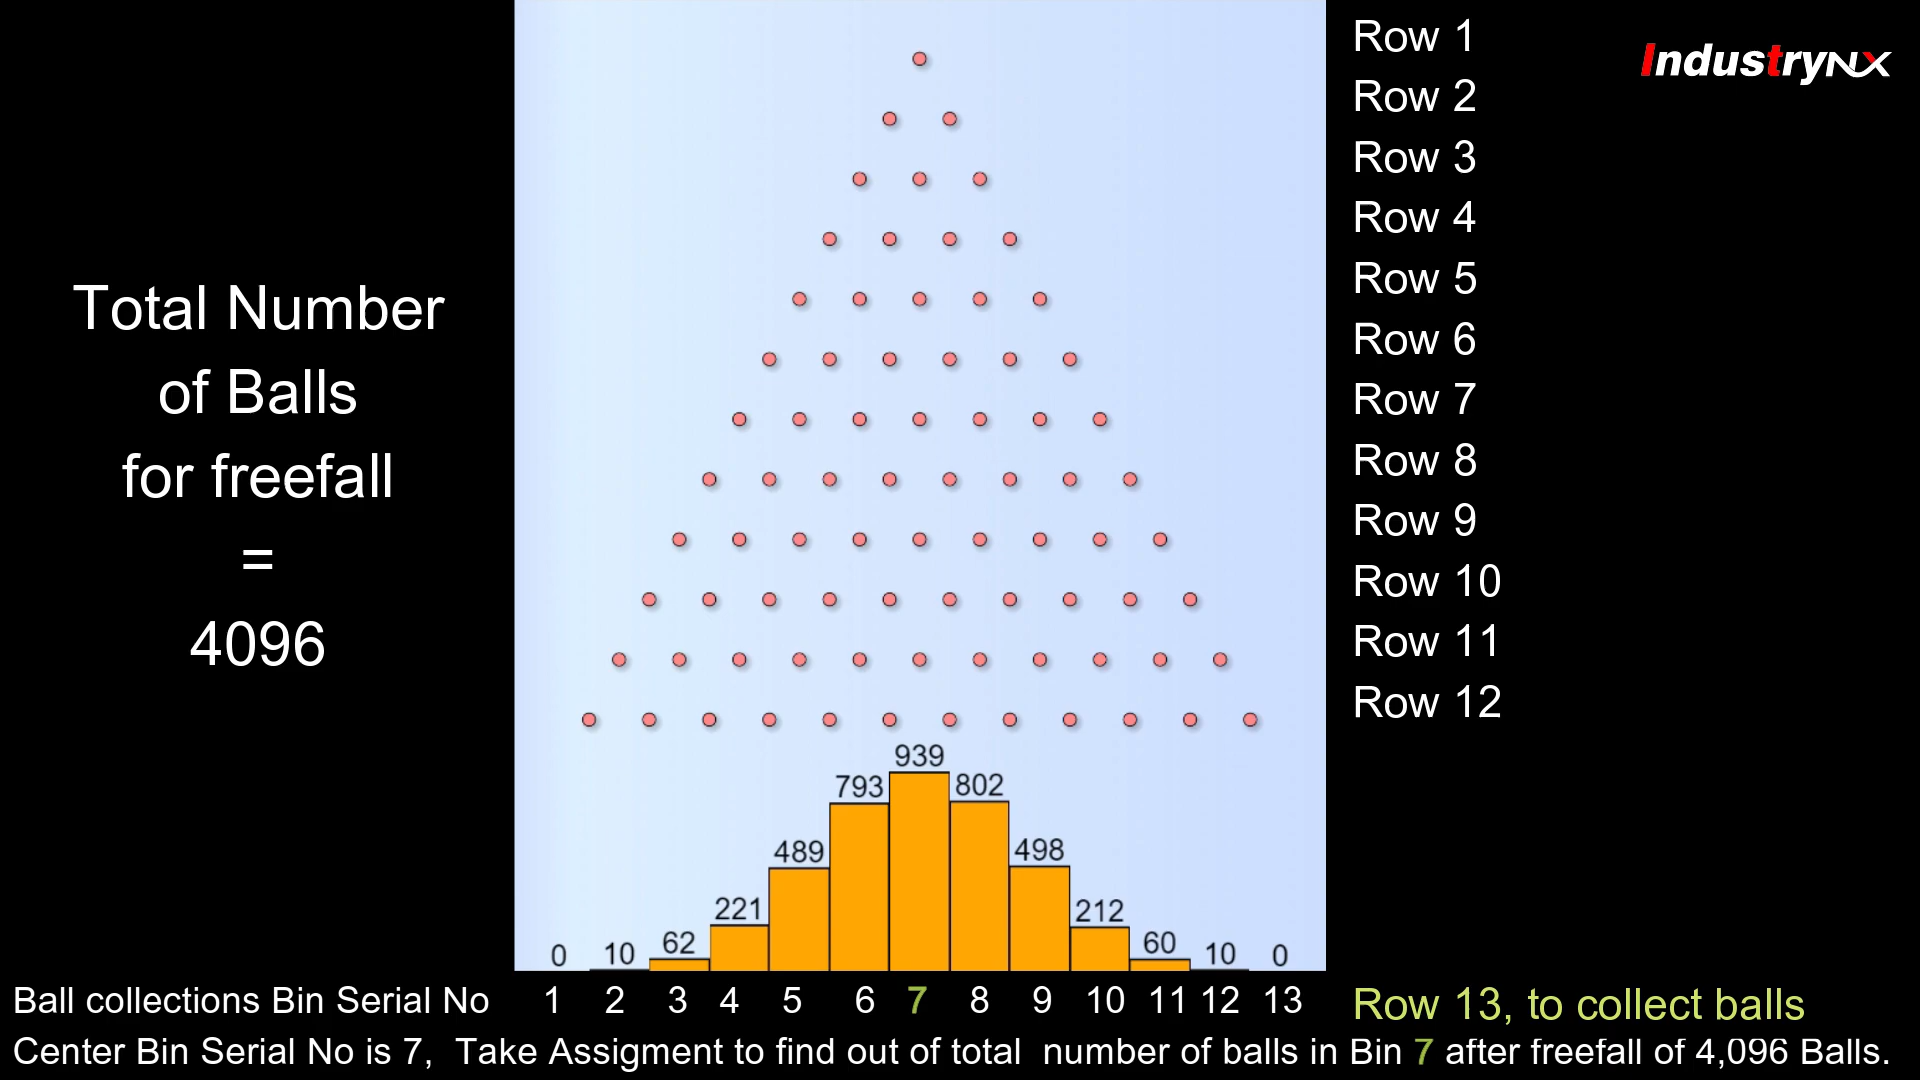 Row 1
IndustryNX
Row 2
Row 3
Row 4
Row 5
Row 6
Row 7
Row 8
Row 9
Row 10
Row 11
Row 12
Total Number
of Balls
for freefall
=
4096
939
793 802
489 498
221 212
0 10 62 60 10 0
Ball collections Bin Serial No 1 2 3 4 5 6 7 8 9 10 11 12 13
Row 13, to collect balls
Center Bin Serial No is 7, Take Assigment to find out of total number of balls in Bin 7 after freefall of 4,096 Balls.